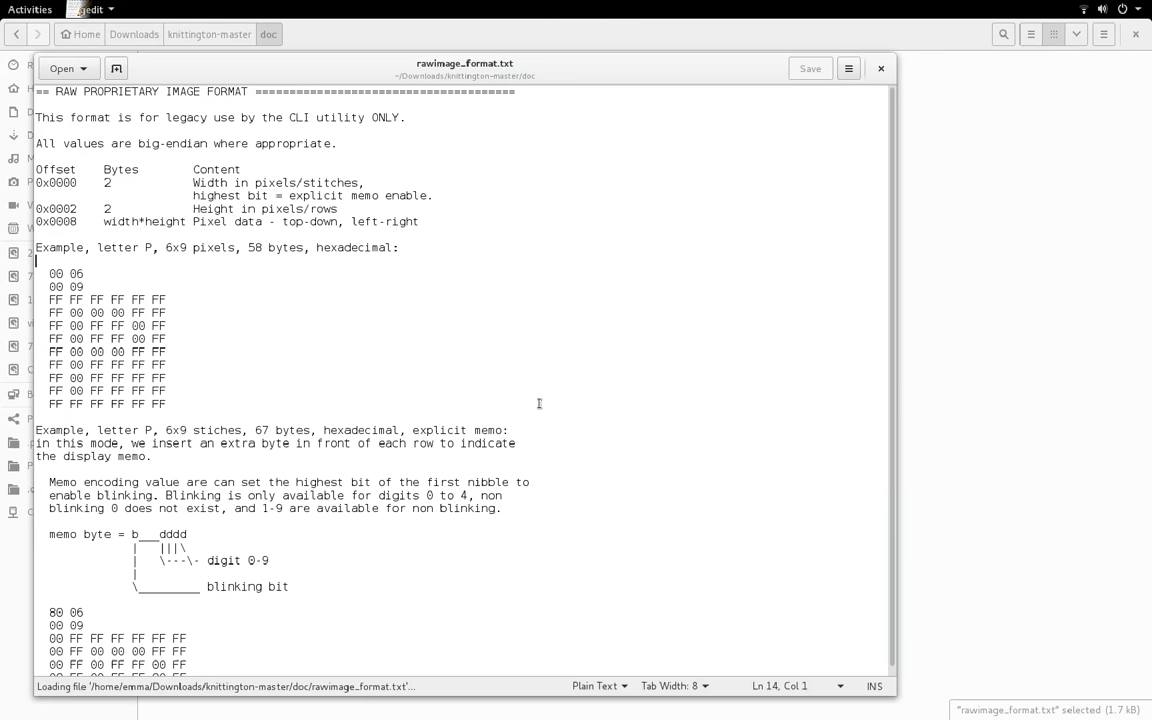 Activities gedit
Home Downloads knittington-master doc
Open rawimage_format.txt Save
~/Downloads/knittington-master/doc
== RAW PROPRIETARY IMAGE FORMAT ======================================
This format is for legacy use by the CLI utility ONLY.
All values are big-endian where appropriate.
Offset Bytes Content
0x0000 2 Width in pixels/stitches,
highest bit = explicit memo enable.
0x0002 2 Height in pixels/rows
0x0008 width*height Pixel data - top-down, left-right
Example, letter P, 6x9 pixels, 58 bytes, hexadecimal:
00 06
00 09
FF FF FF FF FF FF
FF 00 00 00 FF FF
FF 00 FF FF 00 FF
FF 00 FF FF 00 FF
FF 00 00 00 FF FF
FF 00 FF FF FF FF
FF 00 FF FF FF FF
FF 00 FF FF FF FF
FF FF FF FF FF FF
Example, letter P, 6x9 stiches, 67 bytes, hexadecimal, explicit memo:
in this mode, we insert an extra byte in front of each row to indicate
the display memo.
Memo encoding value are can set the highest bit of the first nibble to
enable blinking. Blinking is only available for digits 0 to 4, non
blinking 0 does not exist, and 1-9 are available for non blinking.
memo byte = b___dddd
|   |||\
|   \---\- digit 0-9
|
\_________ blinking bit
80 06
00 09
00 FF FF FF FF FF FF
00 FF 00 00 00 FF FF
00 FF 00 FF FF 00 FF
Loading file '/home/emma/Downloads/knittington-master/doc/rawimage_format.txt'... Plain Text Tab Width: 8 Ln 14, Col 1 INS
"rawimage_format.txt" selected (1.7 kB)